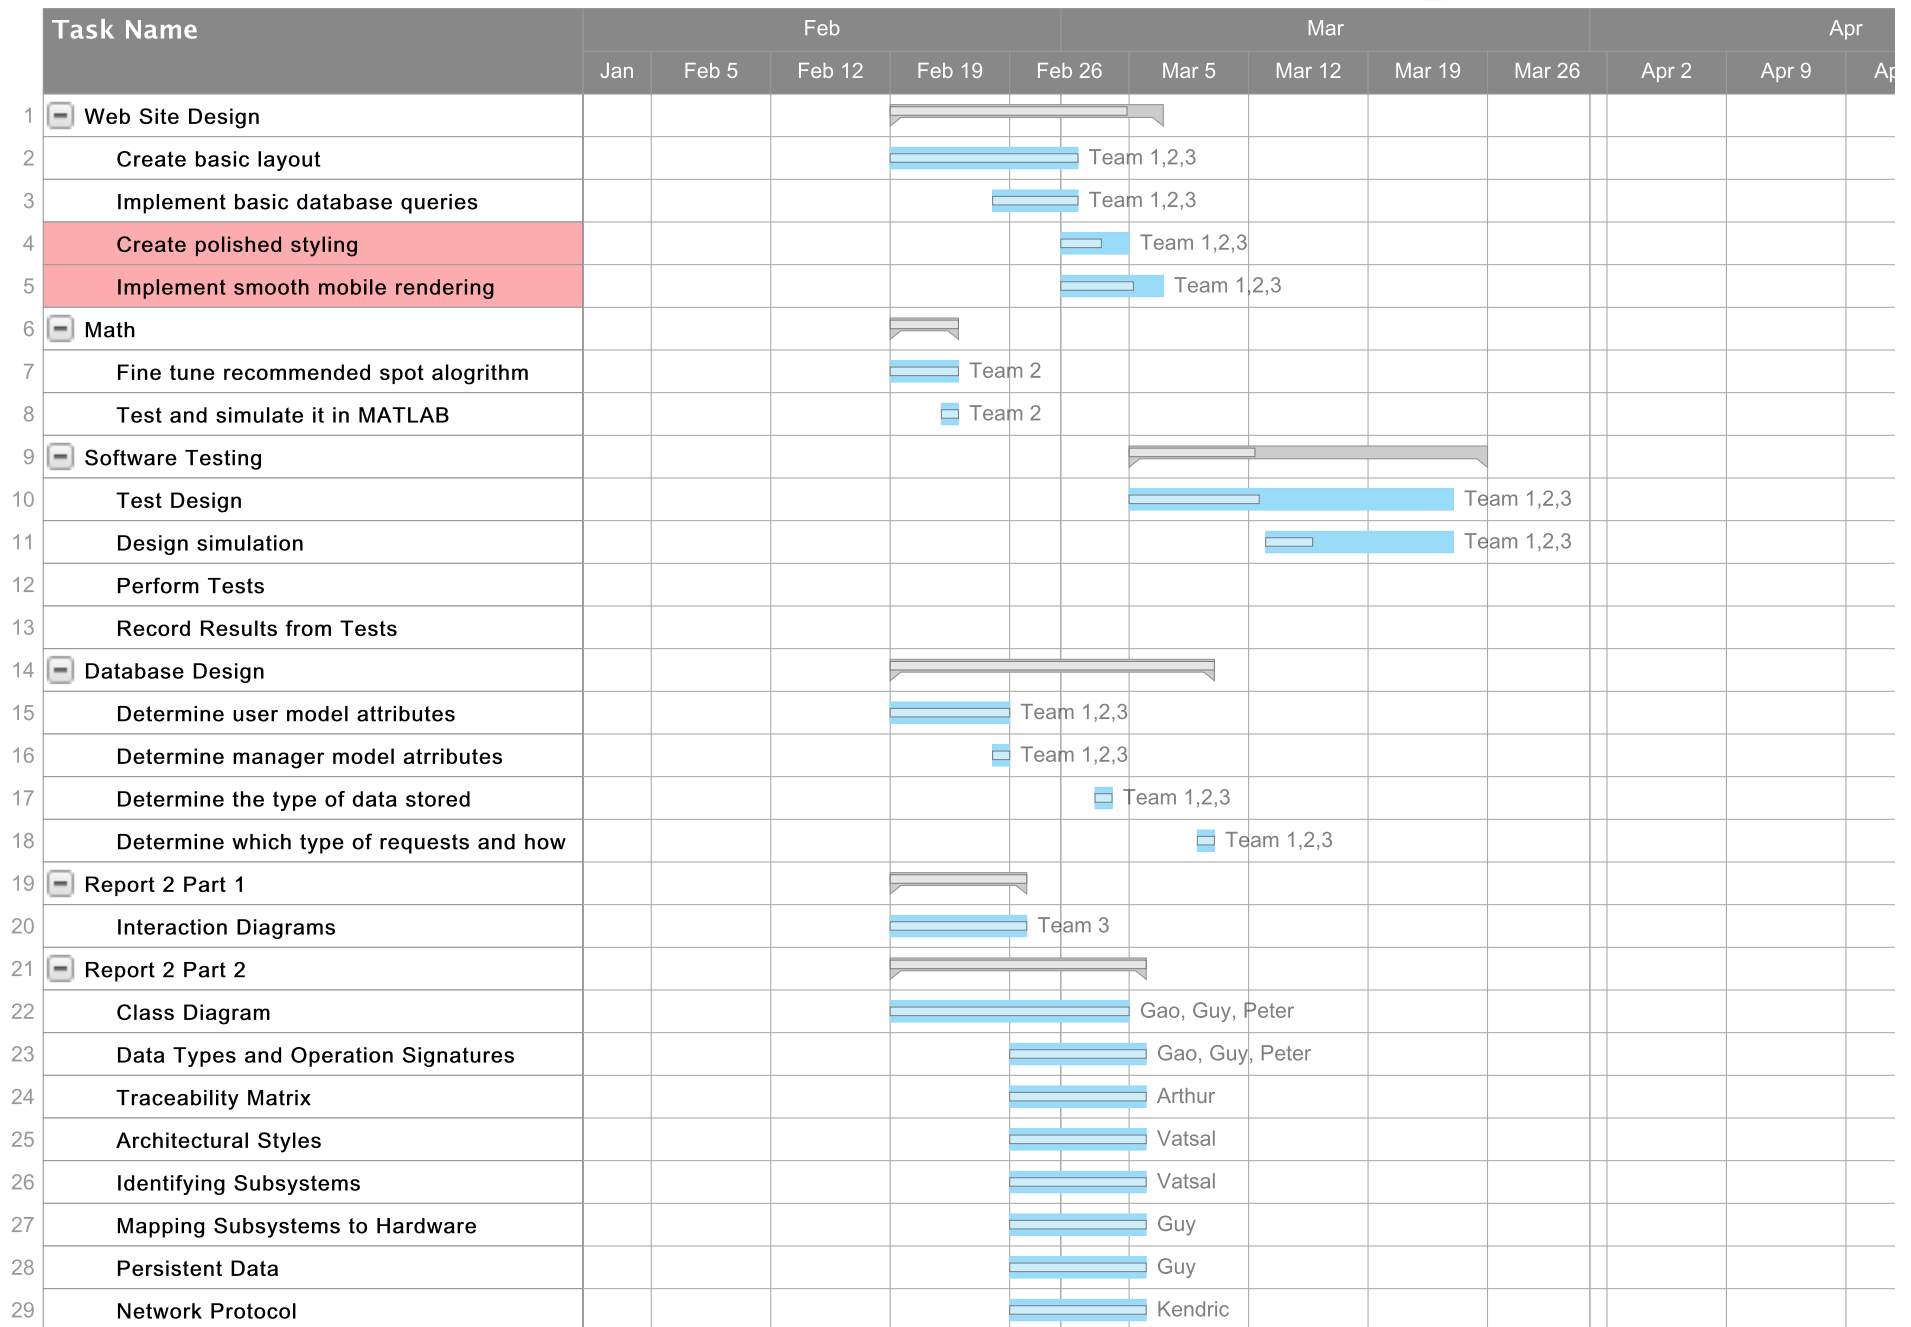 Task Name
Feb Mar Apr
Jan Feb 5 Feb 12 Feb 19 Feb 26 Mar 5 Mar 12 Mar 19 Mar 26 Apr 2 Apr 9 Ap
1 Web Site Design
2 Create basic layout Team 1,2,3
3 Implement basic database queries Team 1,2,3
4 Create polished styling Team 1,2,3
5 Implement smooth mobile rendering Team 1,2,3
6 Math
7 Fine tune recommended spot alogrithm Team 2
8 Test and simulate it in MATLAB Team 2
9 Software Testing
10 Test Design Team 1,2,3
11 Design simulation Team 1,2,3
12 Perform Tests
13 Record Results from Tests
14 Database Design
15 Determine user model attributes Team 1,2,3
16 Determine manager model atrributes Team 1,2,3
17 Determine the type of data stored Team 1,2,3
18 Determine which type of requests and how Team 1,2,3
19 Report 2 Part 1
20 Interaction Diagrams Team 3
21 Report 2 Part 2
22 Class Diagram Gao, Guy, Peter
23 Data Types and Operation Signatures Gao, Guy, Peter
24 Traceability Matrix Arthur
25 Architectural Styles Vatsal
26 Identifying Subsystems Vatsal
27 Mapping Subsystems to Hardware Guy
28 Persistent Data Guy
29 Network Protocol Kendric